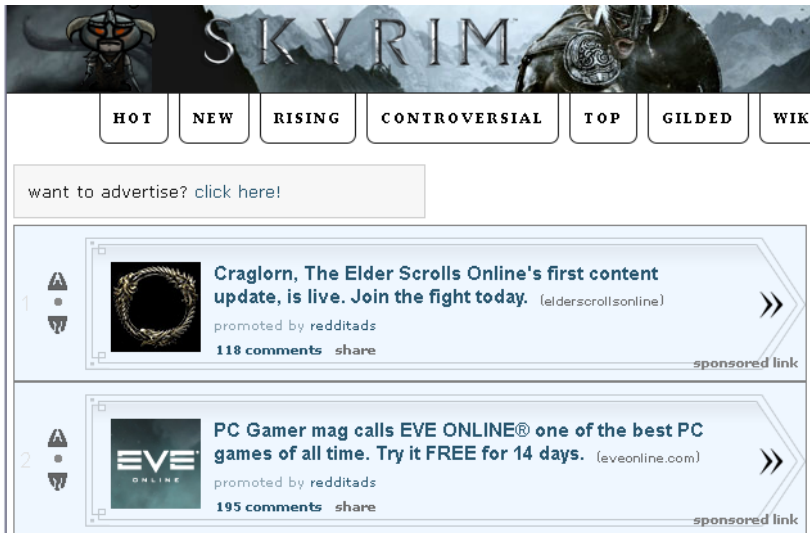 SKYRIM
HOT NEW RISING CONTROVERSIAL TOP GILDED WIK
want to advertise? click here!
1
Craglorn, The Elder Scrolls Online's first content
update, is live. Join the fight today. (elderscrollsonline)
promoted by redditads
118 comments share
sponsored link
2
EVE
ONLINE
PC Gamer mag calls EVE ONLINE® one of the best PC
games of all time. Try it FREE for 14 days. (eveonline.com)
promoted by redditads
195 comments share
sponsored link